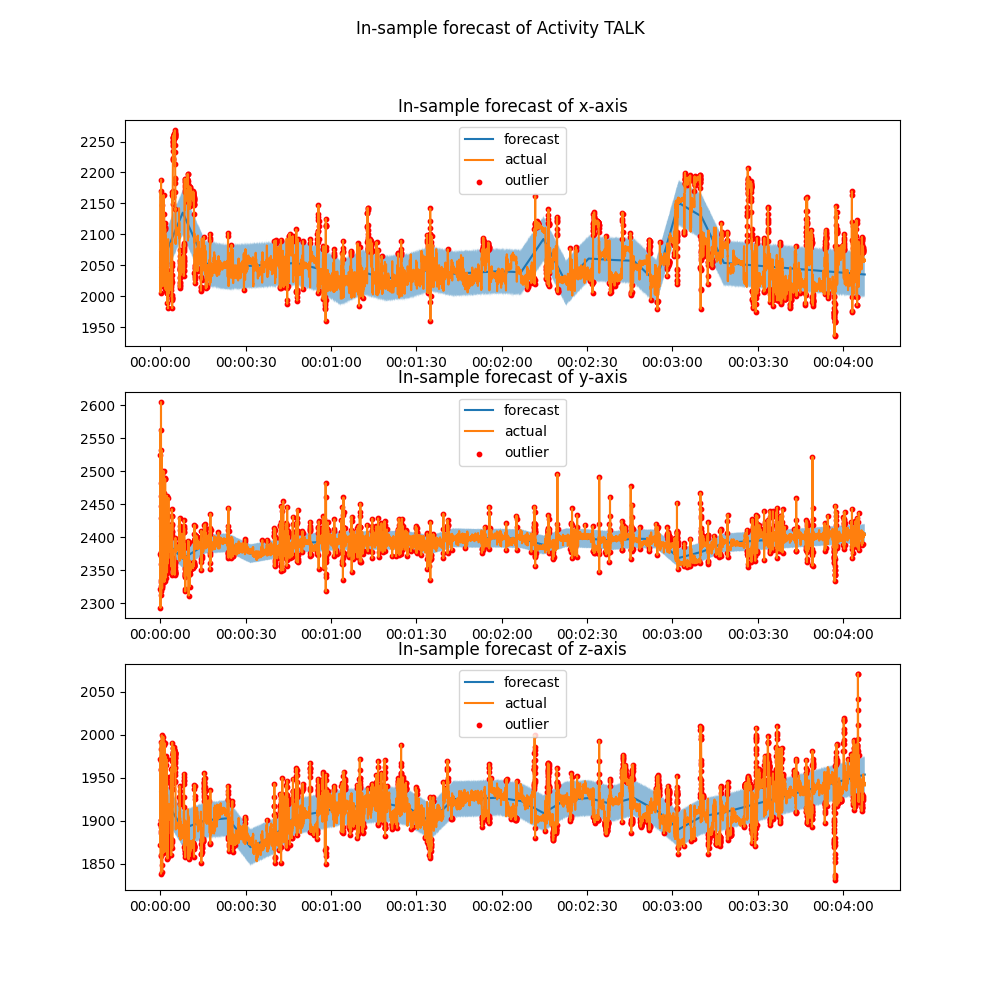 In-sample forecast of Activity TALK
In-sample forecast of x-axis
forecast
actual
outlier
2250
2200
2150
2100
2050
2000
1950
00:00:00 00:00:30 00:01:00 00:01:30 00:02:00 00:02:30 00:03:00 00:03:30 00:04:00
In-sample forecast of y-axis
forecast
actual
outlier
2600
2550
2500
2450
2400
2350
2300
00:00:00 00:00:30 00:01:00 00:01:30 00:02:00 00:02:30 00:03:00 00:03:30 00:04:00
In-sample forecast of z-axis
forecast
actual
outlier
2050
2000
1950
1900
1850
00:00:00 00:00:30 00:01:00 00:01:30 00:02:00 00:02:30 00:03:00 00:03:30 00:04:00